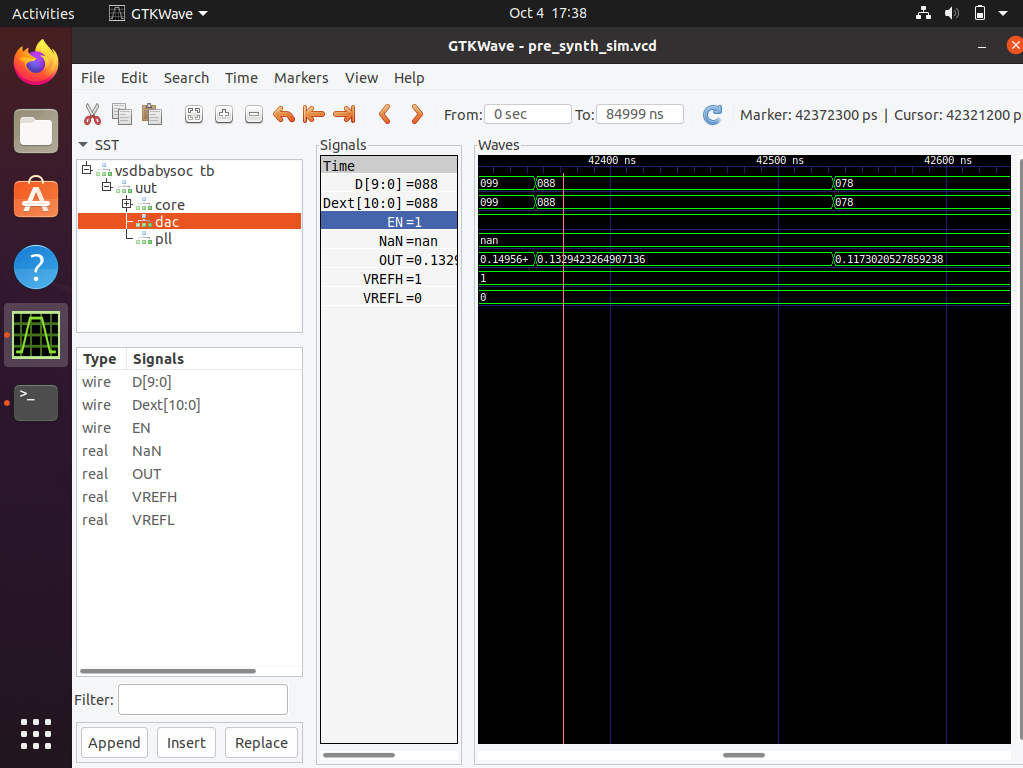 Activities GTKWave Oct 4 17:38
GTKWave - pre_synth_sim.vcd
File Edit Search Time Markers View Help
From: 0 sec To: 84999 ns Marker: 42372300 ps | Cursor: 42321200 ps
SST
vsdbabysoc_tb
uut
core
dac
pll
Type Signals
wire D[9:0]
wire Dext[10:0]
wire EN
real NaN
real OUT
real VREFH
real VREFL
Filter:
Append Insert Replace
Signals
Time
D[9:0] =088
Dext[10:0] =088
EN =1
NaN =nan
OUT =0.1329
VREFH =1
VREFL =0
Waves
42400 ns 42500 ns 42600 ns
099 088 078
099 088 078
nan
0.14956+ 0.1329423264907136 0.1173020527859238
1
0